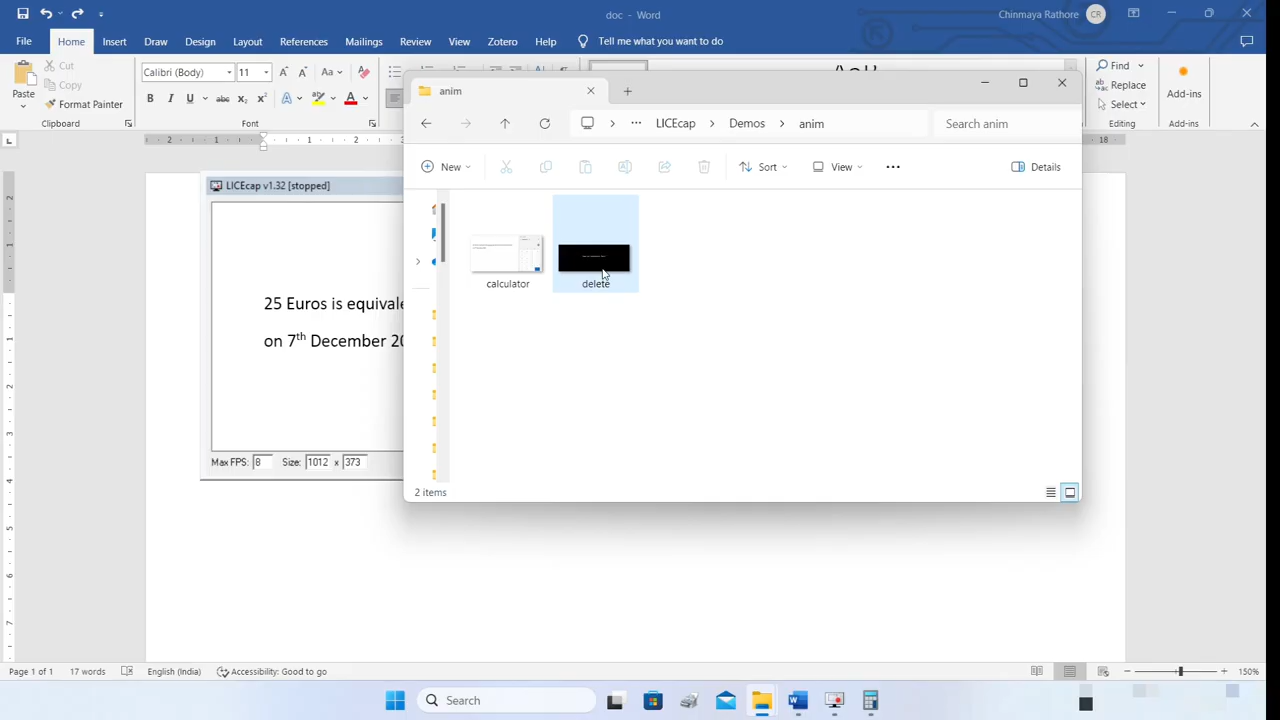 doc - Word
Chinmaya Rathore
CR
File
Home
Insert
Draw
Design
Layout
References
Mailings
Review
View
Zotero
Help
Tell me what you want to do
Paste
Cut
Copy
Format Painter
Clipboard
Calibri (Body)
11
Font
Find
Replace
Select
Editing
Add-ins
Add-ins
anim
LICEcap
Demos
anim
Search anim
New
Sort
View
Details
calculator
delete
2 items
LICEcap v1.32 [stopped]
25 Euros is equivale
on 7th December 20
Max FPS: 8 Size: 1012 x 373
Page 1 of 1
17 words
English (India)
Accessibility: Good to go
150%
Search